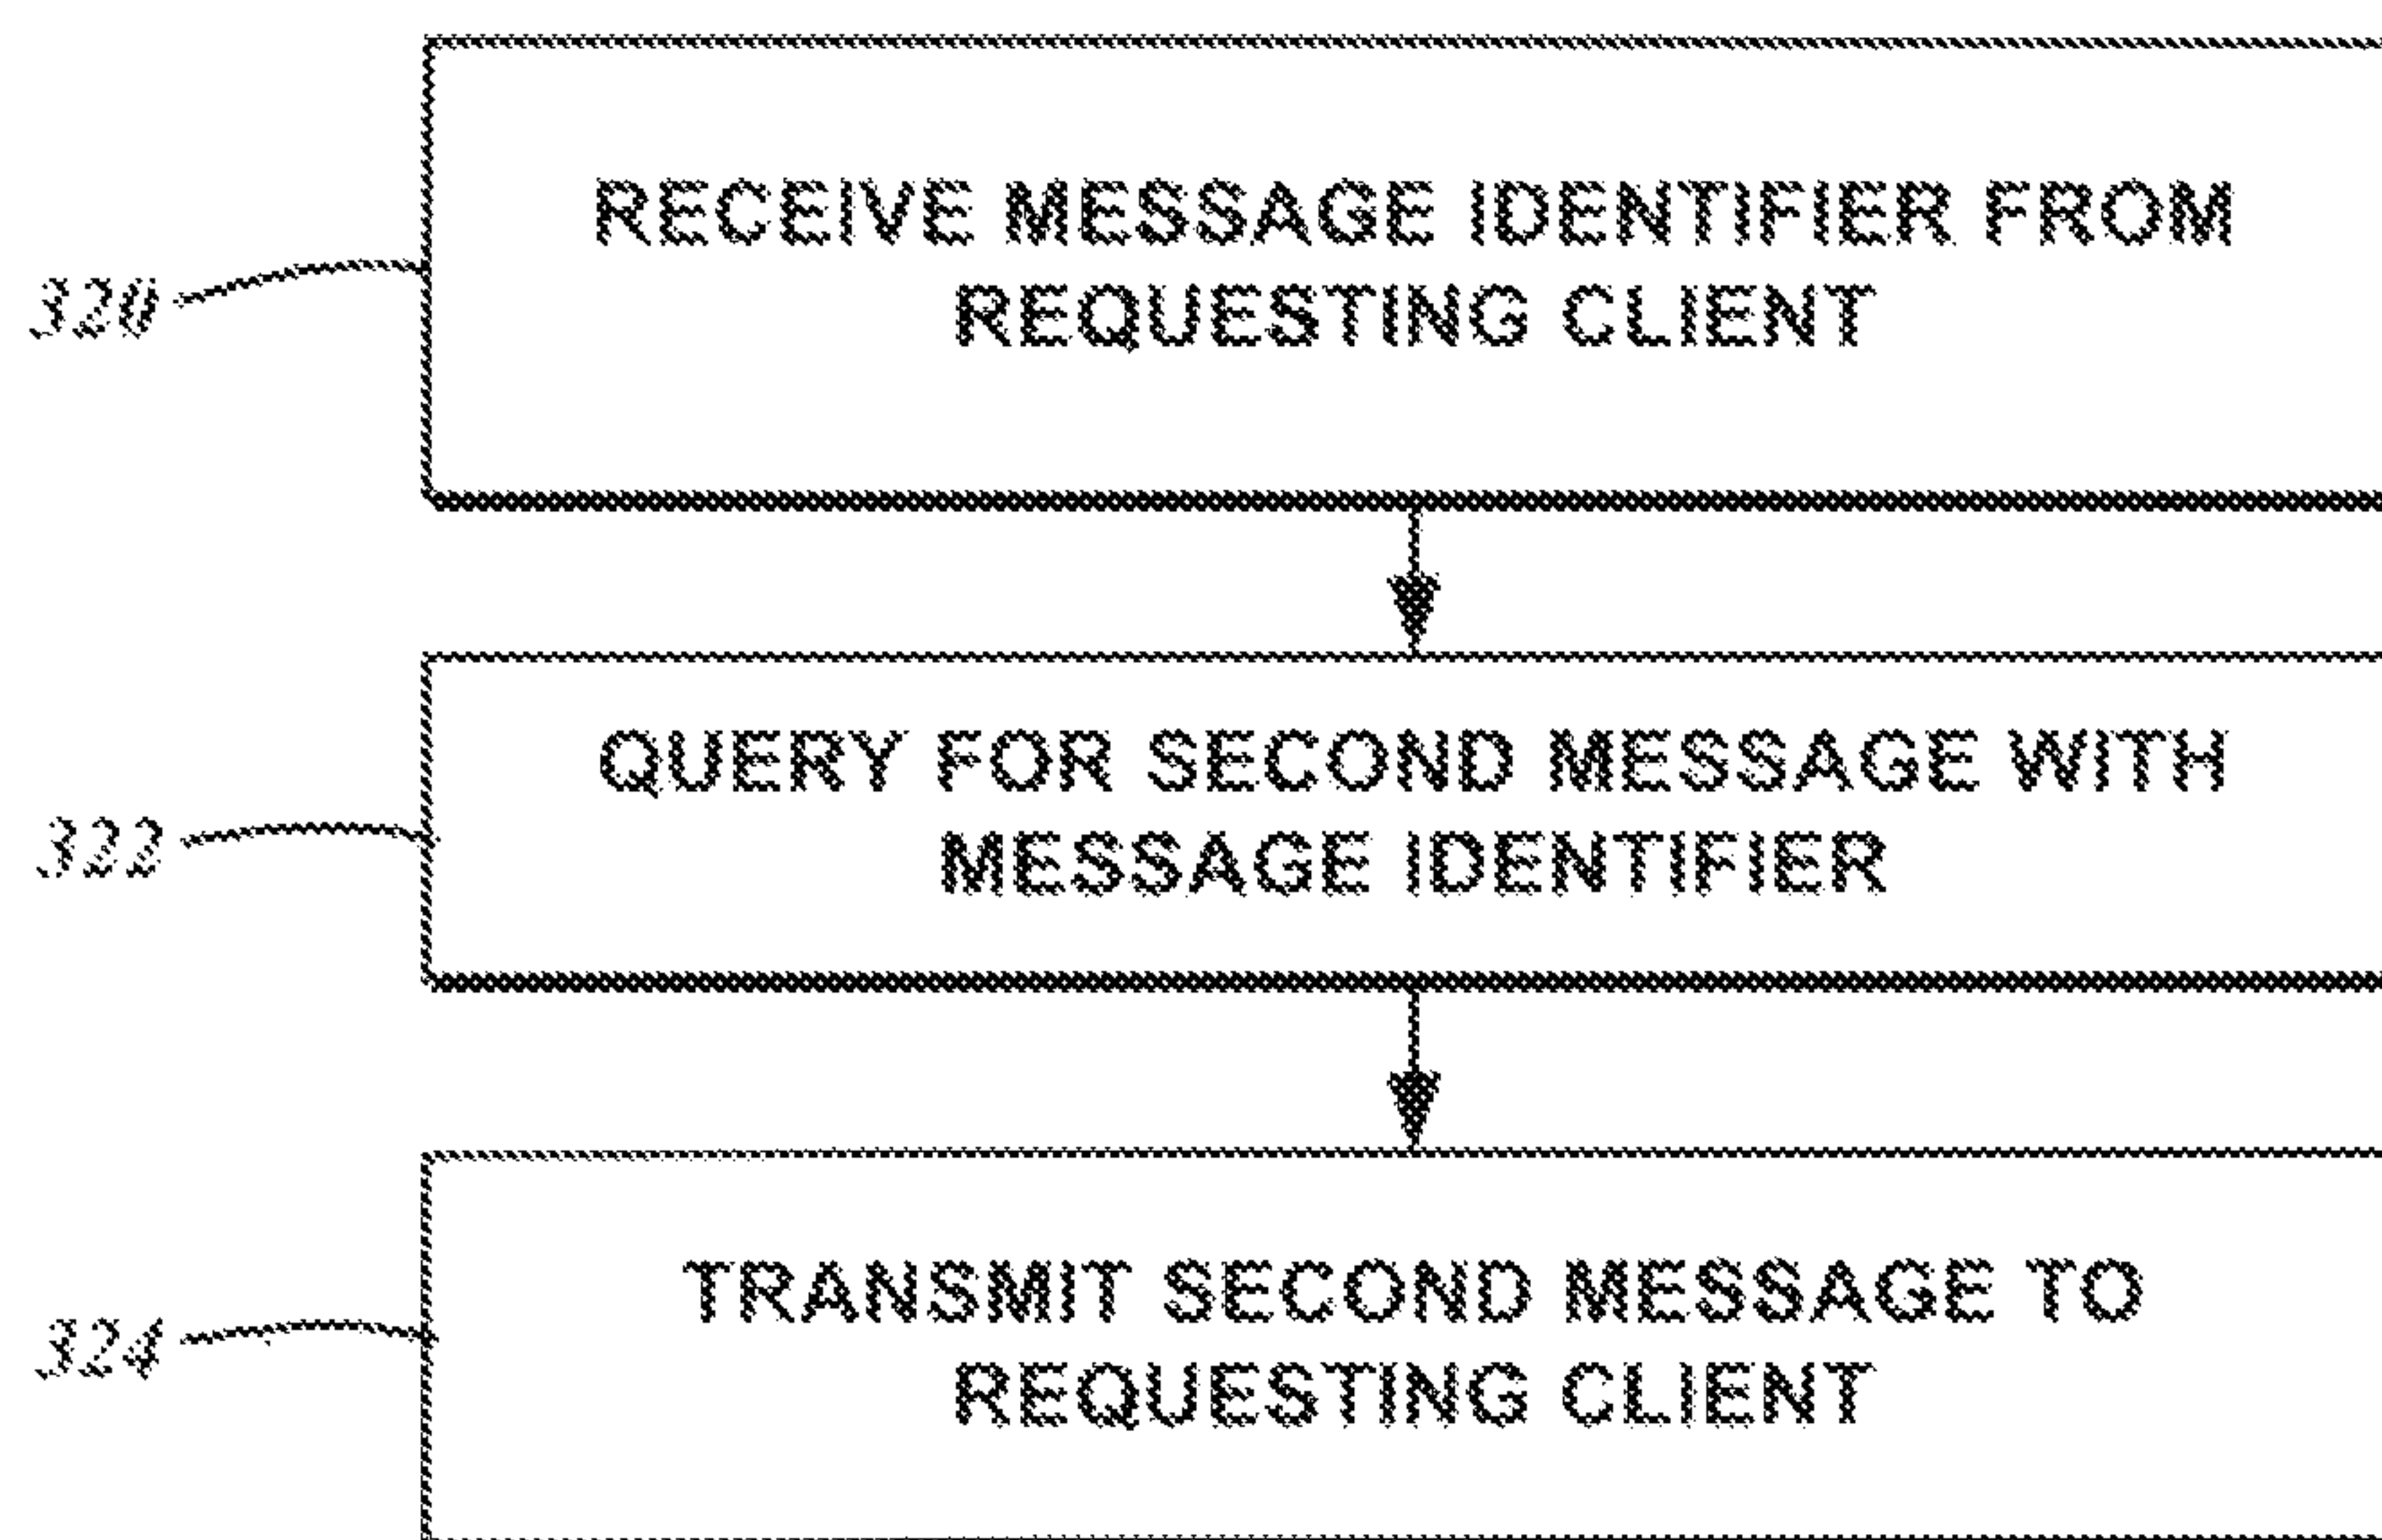 RECEIVE MESSAGE IDENTIFIER FROM
REQUESTING CLIENT
320
QUERY FOR SECOND MESSAGE WITH
MESSAGE IDENTIFIER
322
TRANSMIT SECOND MESSAGE TO
REQUESTING CLIENT
324